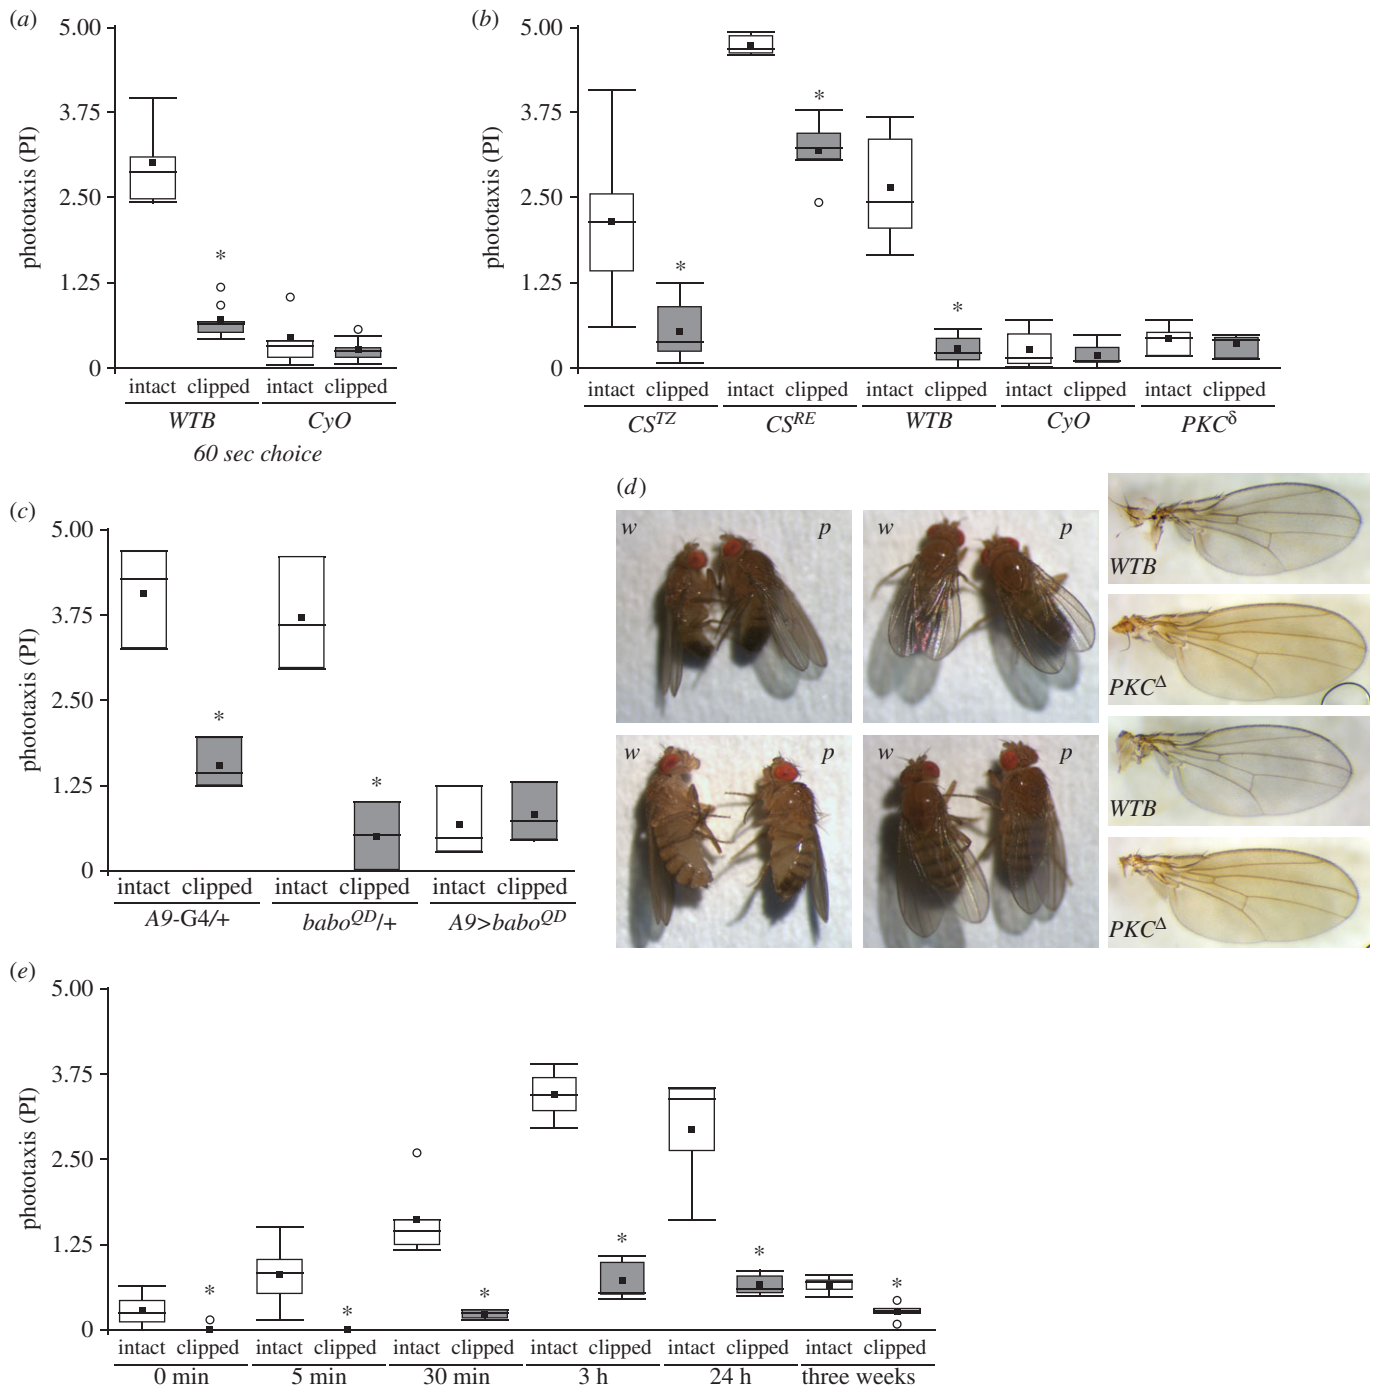 (a)
5.00
3.75
2.50
1.25
0
phototaxis (PI)
*
intact clipped intact clipped
WTB CyO
60 sec choice
(b)
5.00
3.75
2.50
1.25
0
phototaxis (PI)
*
*
*
intact clipped intact clipped intact clipped intact clipped intact clipped
CS^TZ CS^RE WTB CyO PKC^δ
(c)
5.00
3.75
2.50
1.25
0
phototaxis (PI)
*
*
intact clipped intact clipped intact clipped
A9-G4/+ babo^QD/+ A9>babo^QD
(d)
w p
w p
w p
w p
WTB
PKC^Δ
WTB
PKC^Δ
(e)
5.00
3.75
2.50
1.25
0
phototaxis (PI)
* * * * * *
intact clipped intact clipped intact clipped intact clipped intact clipped intact clipped
0 min 5 min 30 min 3 h 24 h three weeks